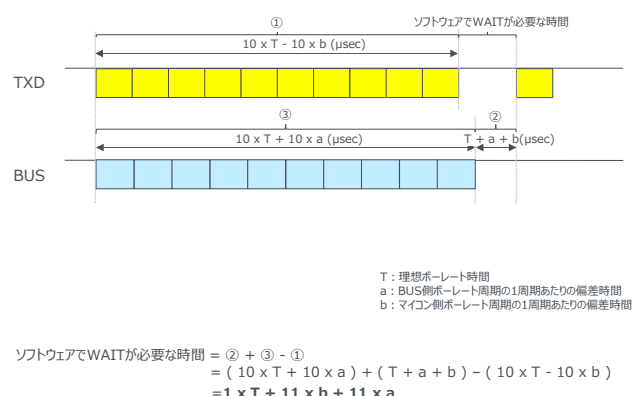 ① ソフトウェアでWAITが必要な時間
10 x T - 10 x b (μsec)
TXD
③ ②
10 x T + 10 x a (μsec) T + a + b(μsec)
BUS
T：理想ボーレート時間
a：BUS側ボーレート周期の1周期あたりの偏差時間
b：マイコン側ボーレート周期の1周期あたりの偏差時間
ソフトウェアでWAITが必要な時間 = ② + ③ - ①
= ( 10 x T + 10 x a ) + ( T + a + b ) – ( 10 x T - 10 x b )
=1 x T + 11 x b + 11 x a